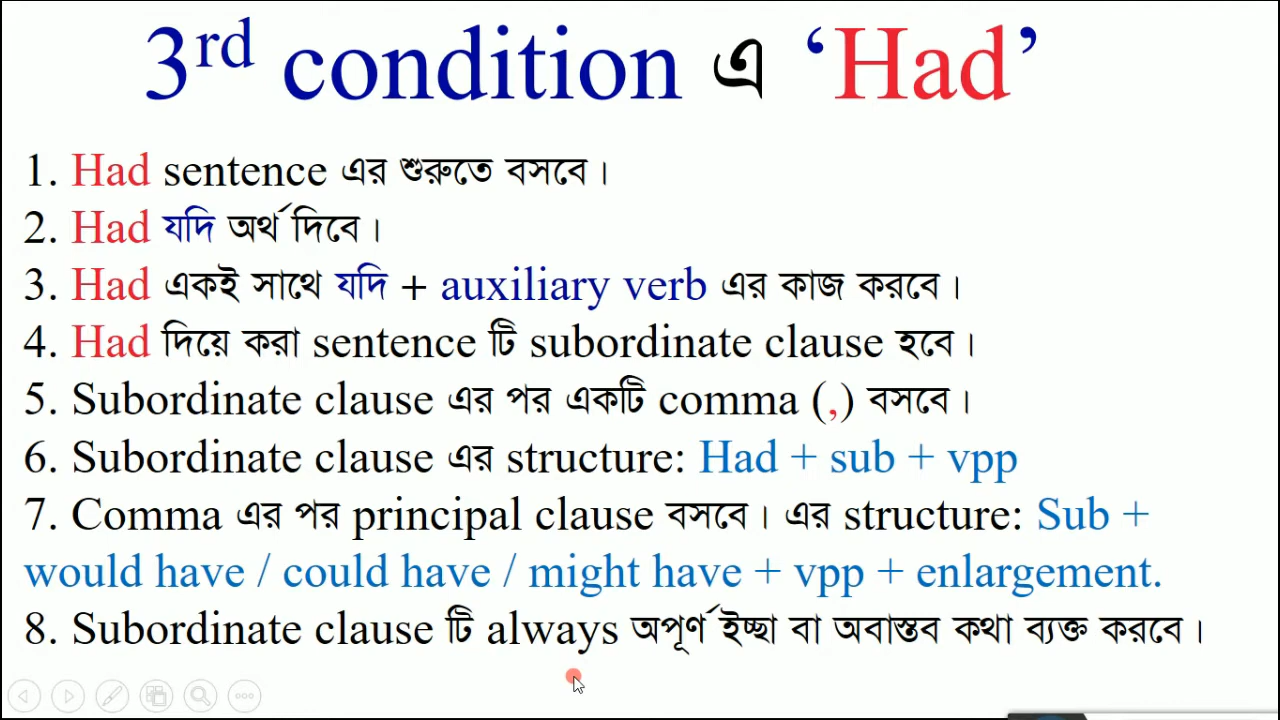 3rd condition এ ‘Had’
1. Had sentence এর শুরুতে বসবে।
2. Had যদি অর্থ দিবে।
3. Had একই সাথে যদি + auxiliary verb এর কাজ করবে।
4. Had দিয়ে করা sentence টি subordinate clause হবে।
5. Subordinate clause এর পর একটি comma (,) বসবে।
6. Subordinate clause এর structure: Had + sub + vpp
7. Comma এর পর principal clause বসবে। এর structure: Sub +
would have / could have / might have + vpp + enlargement.
8. Subordinate clause টি always অপূর্ণ ইচ্ছা বা অবাস্তব কথা ব্যক্ত করবে।